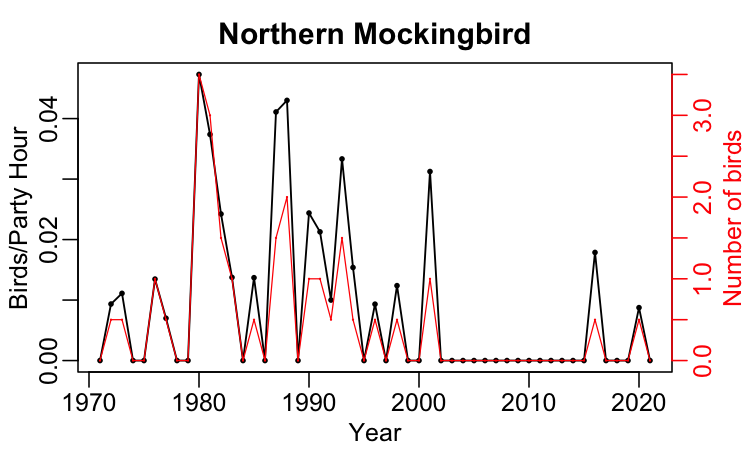 Northern Mockingbird
Birds/Party Hour
0.04
0.02
0.00
3.0
2.0
1.0
0.0
Number of birds
1970 1980 1990 2000 2010 2020
Year